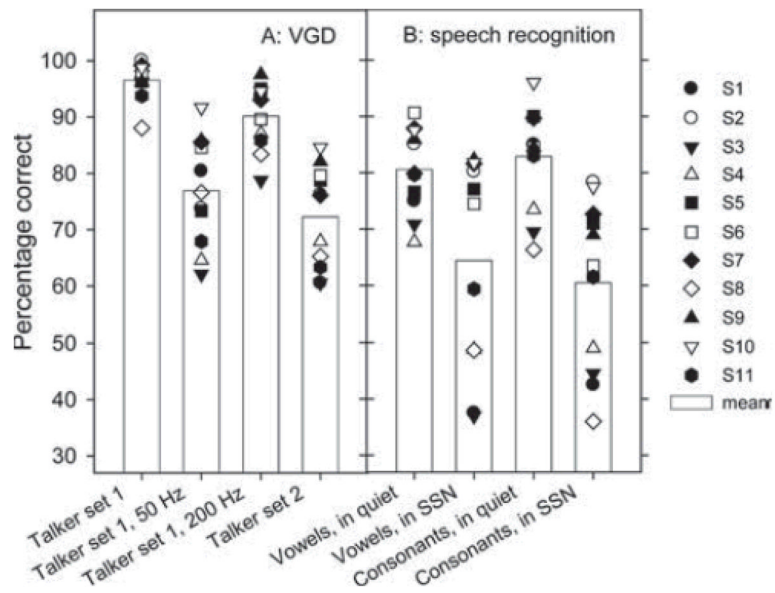 A: VGD
B: speech recognition
Percentage correct
100
90
80
70
60
50
40
30
Talker set 1
Talker set 1, 50 Hz
Talker set 1, 200 Hz
Talker set 2
Vowels, in quiet
Vowels, in SSN
Consonants, in quiet
Consonants, in SSN
S1
S2
S3
S4
S5
S6
S7
S8
S9
S10
S11
mean